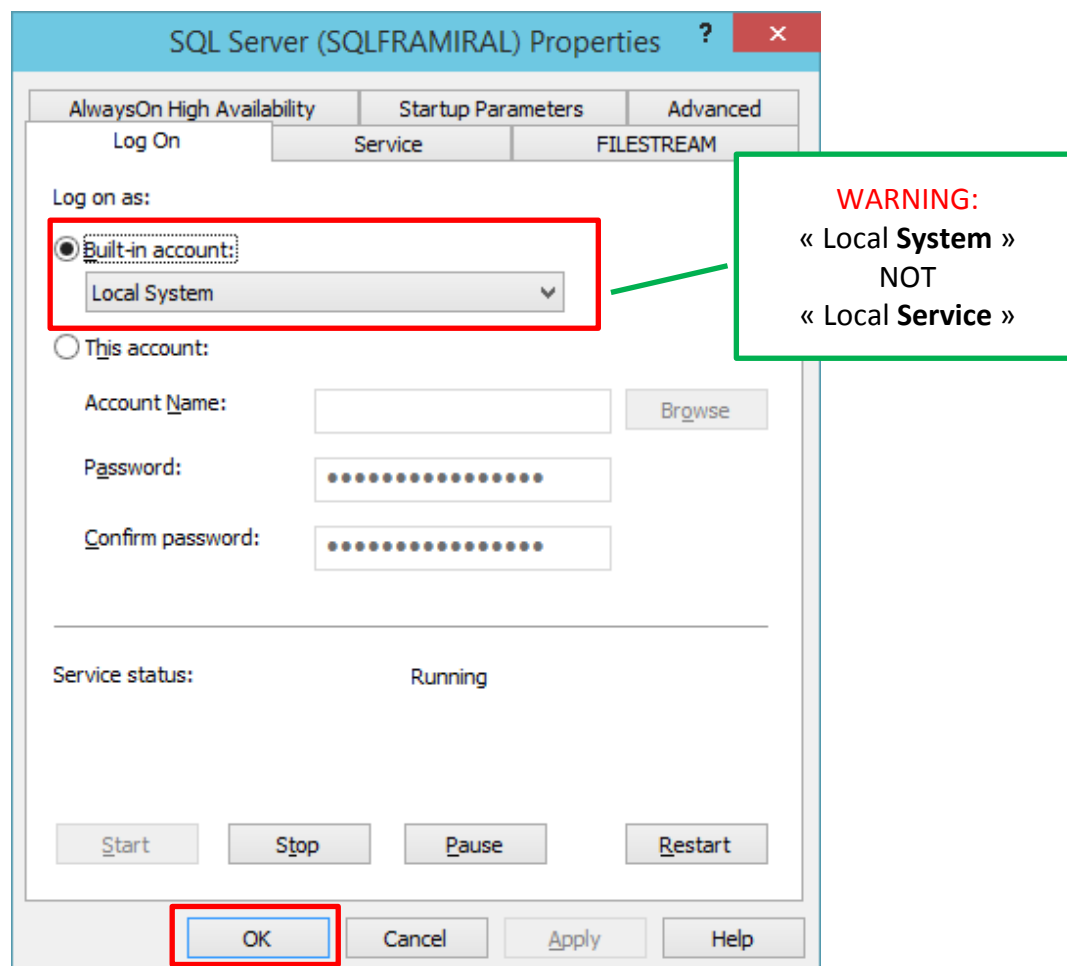 SQL Server (SQLFRAMIRAL) Properties ? ×
AlwaysOn High Availability Startup Parameters Advanced
Log On Service FILESTREAM
Log on as:
Built-in account:
Local System
WARNING:
« Local System »
NOT
« Local Service »
This account:
Account Name:
Browse
Password:
••••••••••••••••
Confirm password:
••••••••••••••••
Service status: Running
Start Stop Pause Restart
OK Cancel Apply Help